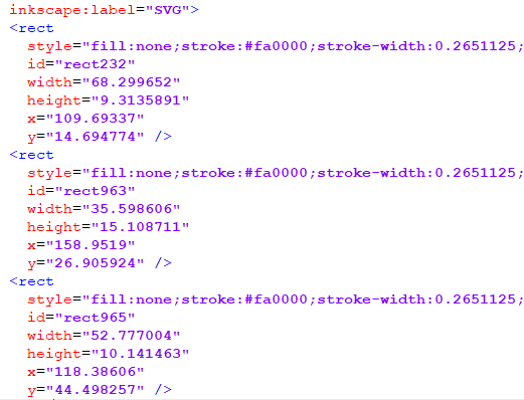 inkscape:label="SVG">
<rect
style="fill:none;stroke:#fa0000;stroke-width:0.2651125;
id="rect232"
width="68.299652"
height="9.3135891"
x="109.69337"
y="14.694774" />
<rect
style="fill:none;stroke:#fa0000;stroke-width:0.2651125;
id="rect963"
width="35.598606"
height="15.108711"
x="158.9519"
y="26.905924" />
<rect
style="fill:none;stroke:#fa0000;stroke-width:0.2651125;
id="rect965"
width="52.777004"
height="10.141463"
x="118.38606"
y="44.498257" />